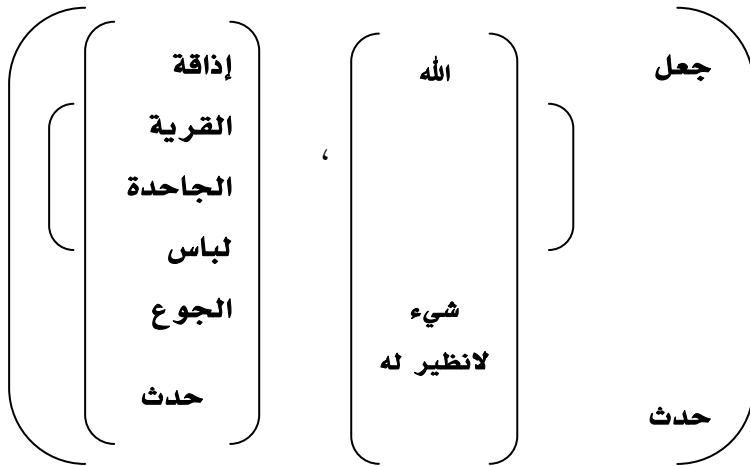 جعل
حدث
الله
شيء
لانظير له
،
إذاقة
القرية
الجاحدة
لباس
الجوع
حدث